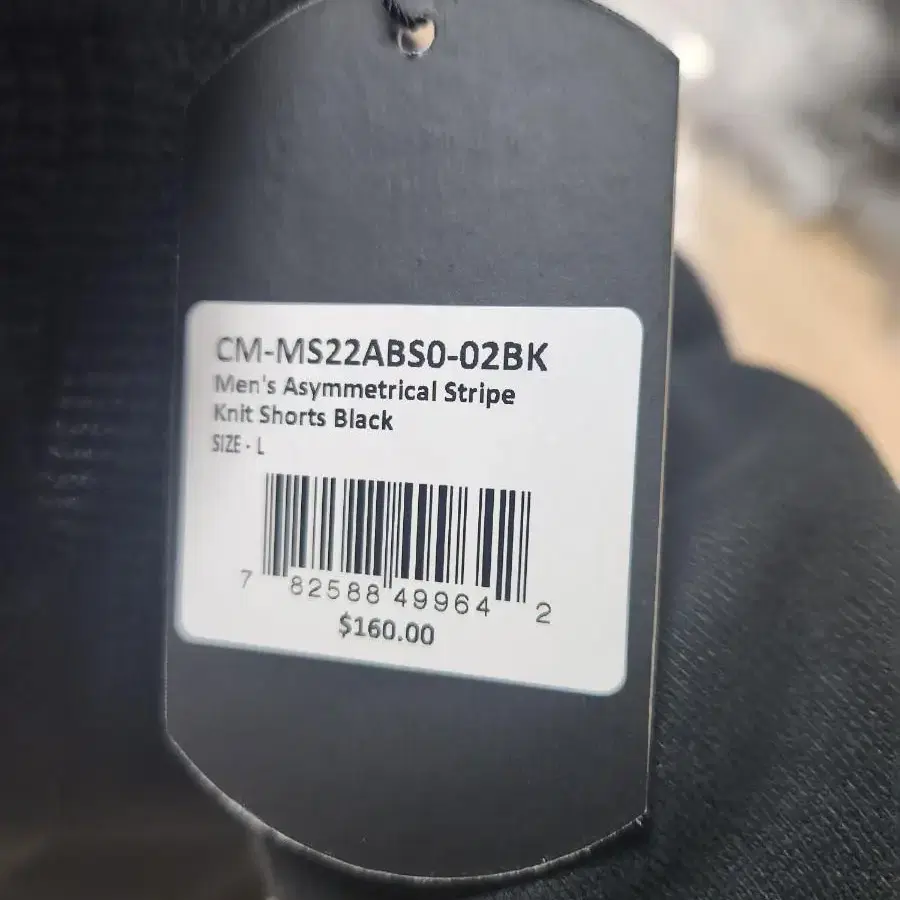 CM-MS22ABS0-02BK
Men's Asymmetrical Stripe
Knit Shorts Black
SIZE - L
7 82588 49964 2
$160.00